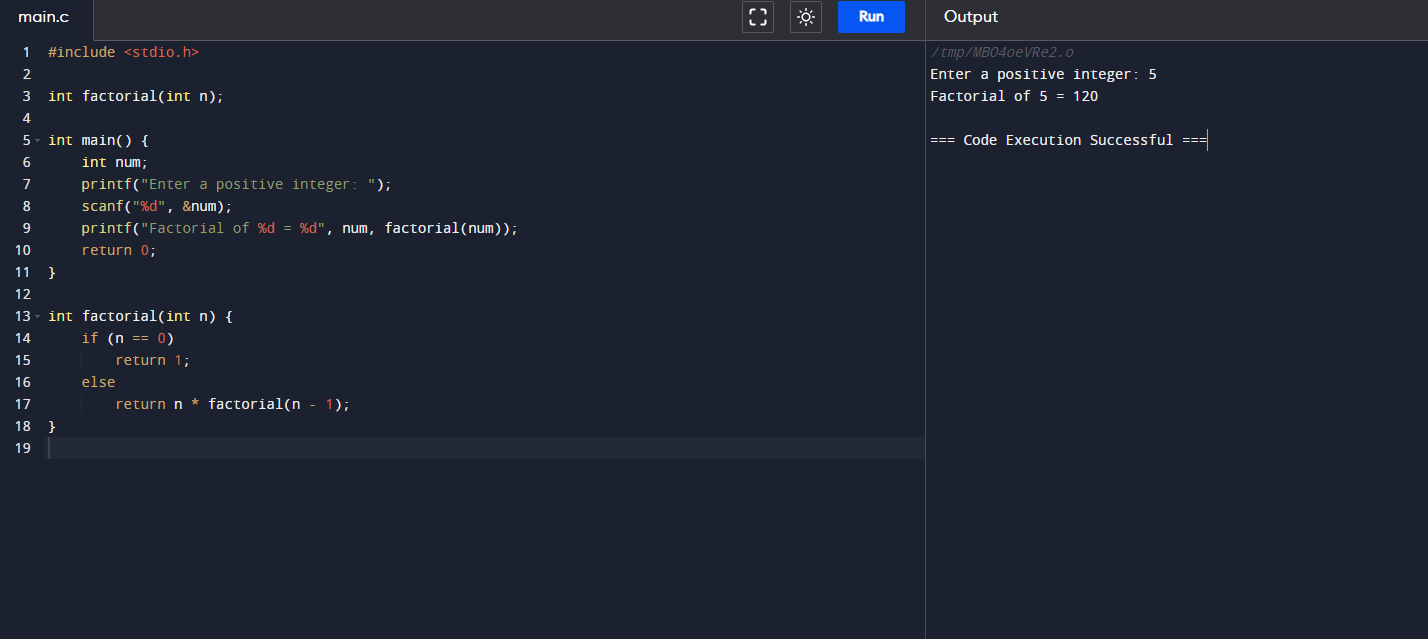 main.c
Run
Output
1 #include <stdio.h>
2
3 int factorial(int n);
4
5 int main() {
6     int num;
7     printf("Enter a positive integer: ");
8     scanf("%d", &num);
9     printf("Factorial of %d = %d", num, factorial(num));
10     return 0;
11 }
12
13 int factorial(int n) {
14     if (n == 0)
15         return 1;
16     else
17         return n * factorial(n - 1);
18 }
19
/tmp/MBO4oeVRe2.o
Enter a positive integer: 5
Factorial of 5 = 120
=== Code Execution Successful ===